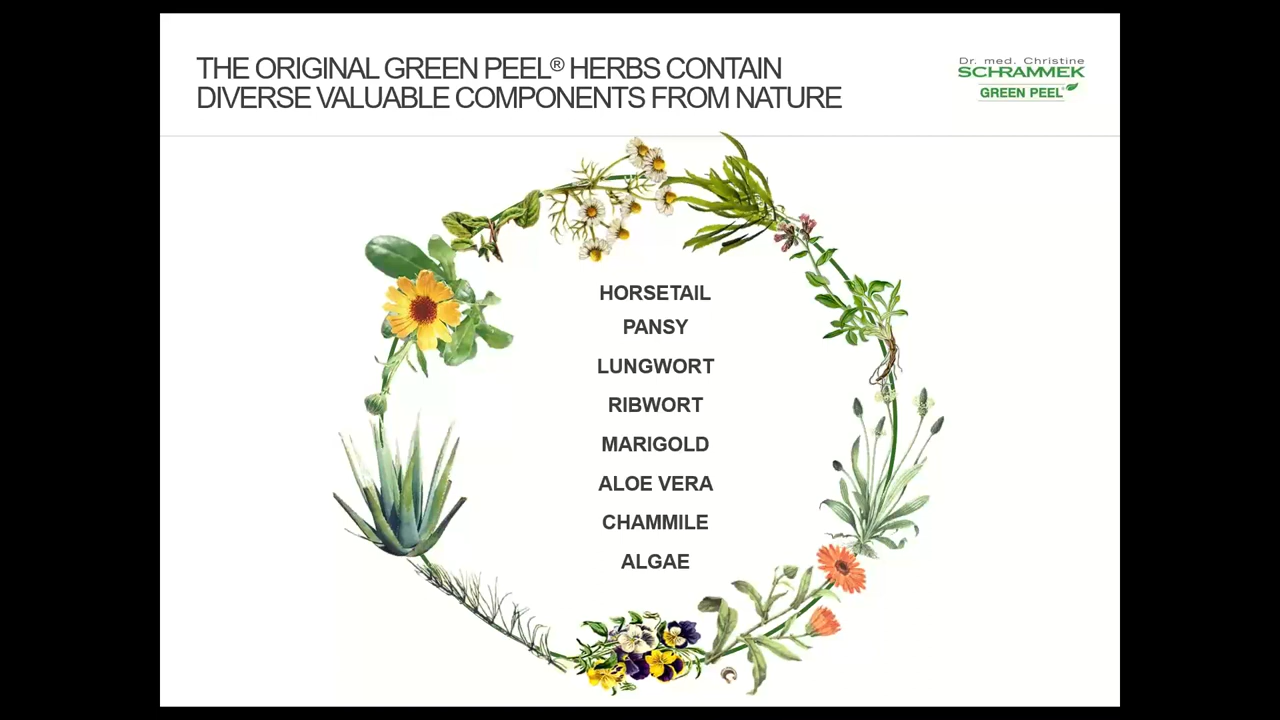 THE ORIGINAL GREEN PEEL® HERBS CONTAIN
DIVERSE VALUABLE COMPONENTS FROM NATURE
Dr. med. Christine
SCHRAMMEK
GREEN PEEL®
HORSETAIL
PANSY
LUNGWORT
RIBWORT
MARIGOLD
ALOE VERA
CHAMMILE
ALGAE